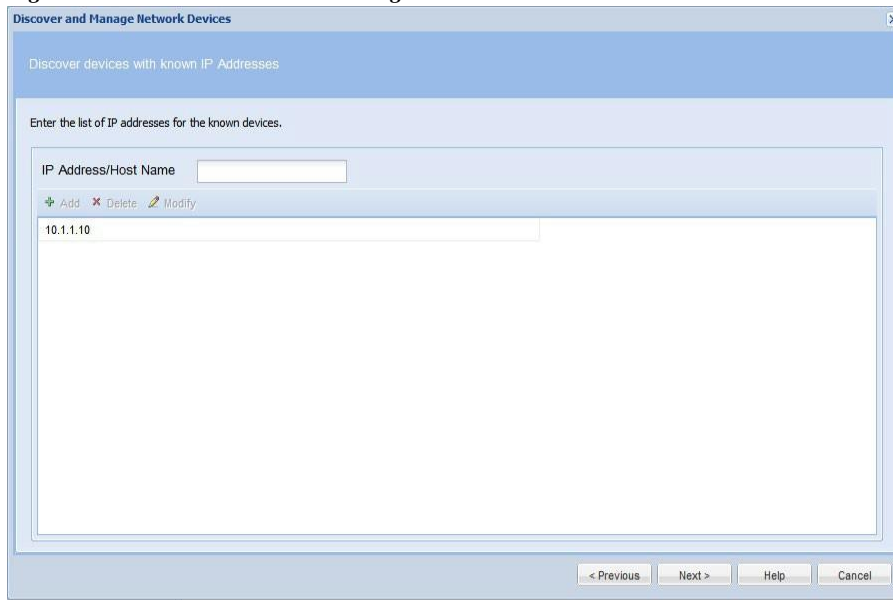 Discover and Manage Network Devices
Discover devices with known IP Addresses
Enter the list of IP addresses for the known devices.
IP Address/Host Name
Add Delete Modify
10.1.1.10
< Previous Next > Help Cancel